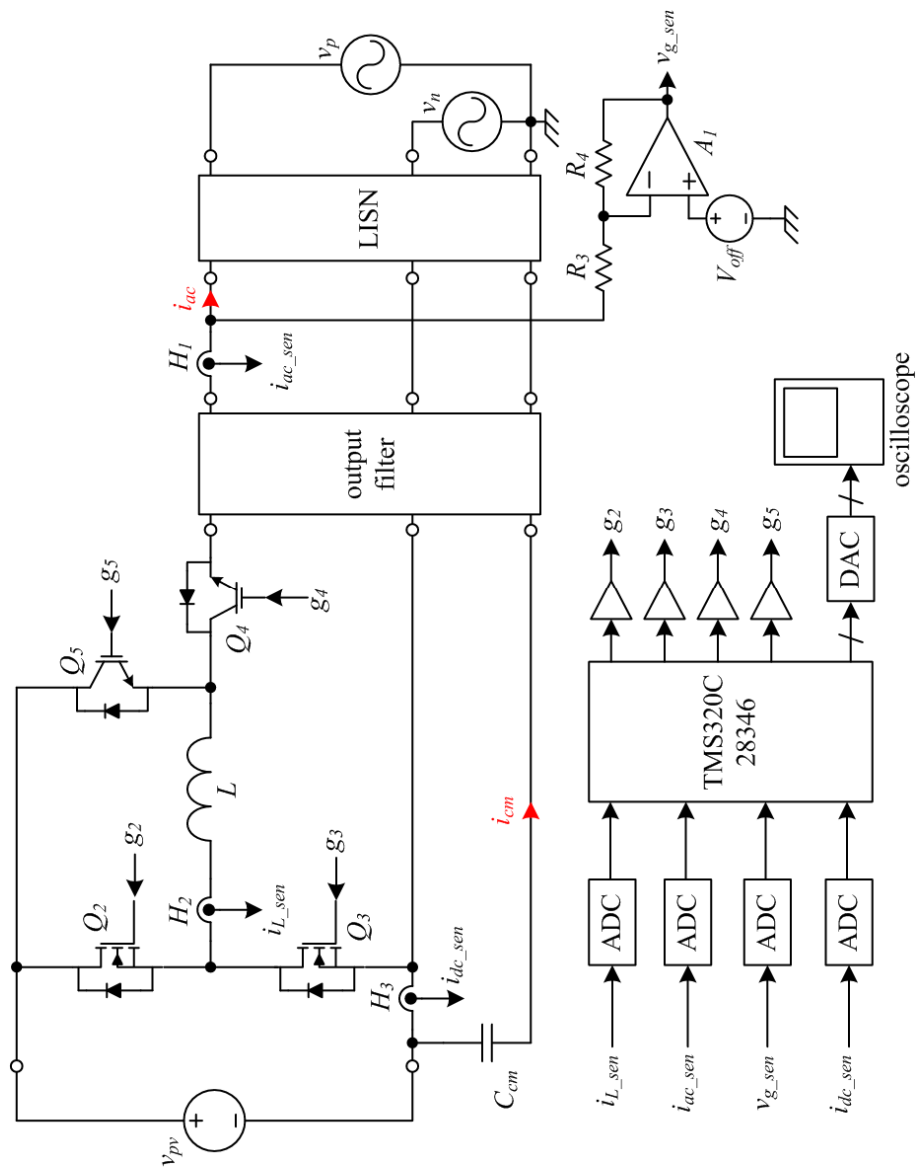 v_pv
+
−
Q_2
g_2
Q_3
g_3
H_2
i_L_sen
H_3
i_dc_sen
C_cm
L
Q_5
g_5
Q_4
g_4
i_cm
output
filter
H_1
i_ac_sen
i_ac
LISN
v_p
v_n
R_3
R_4
−
+
A_1
v_g_sen
+
−
V_off
i_L_sen
ADC
i_ac_sen
ADC
v_g_sen
ADC
i_dc_sen
ADC
TMS320C
28346
g_2
g_3
g_4
g_5
DAC
oscilloscope